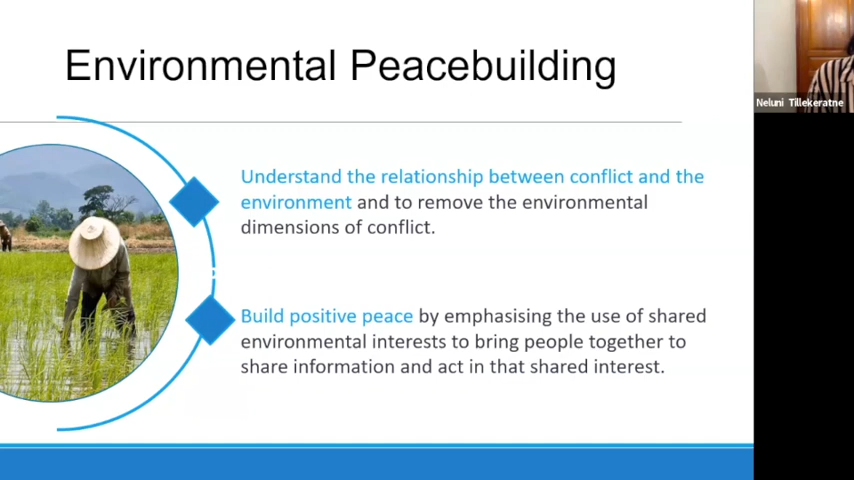 Environmental Peacebuilding
Neluni Tillekeratne
Understand the relationship between conflict and the
environment and to remove the environmental
dimensions of conflict.
Build positive peace by emphasising the use of shared
environmental interests to bring people together to
share information and act in that shared interest.